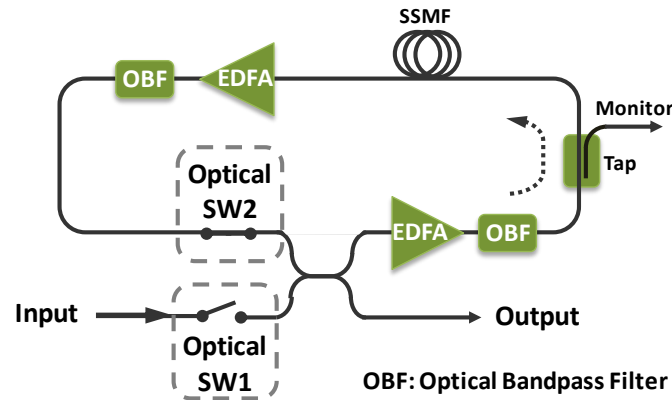 SSMF
OBF
EDFA
Monitor
Tap
Optical
SW2
EDFA
OBF
Input
Output
Optical
SW1
OBF: Optical Bandpass Filter